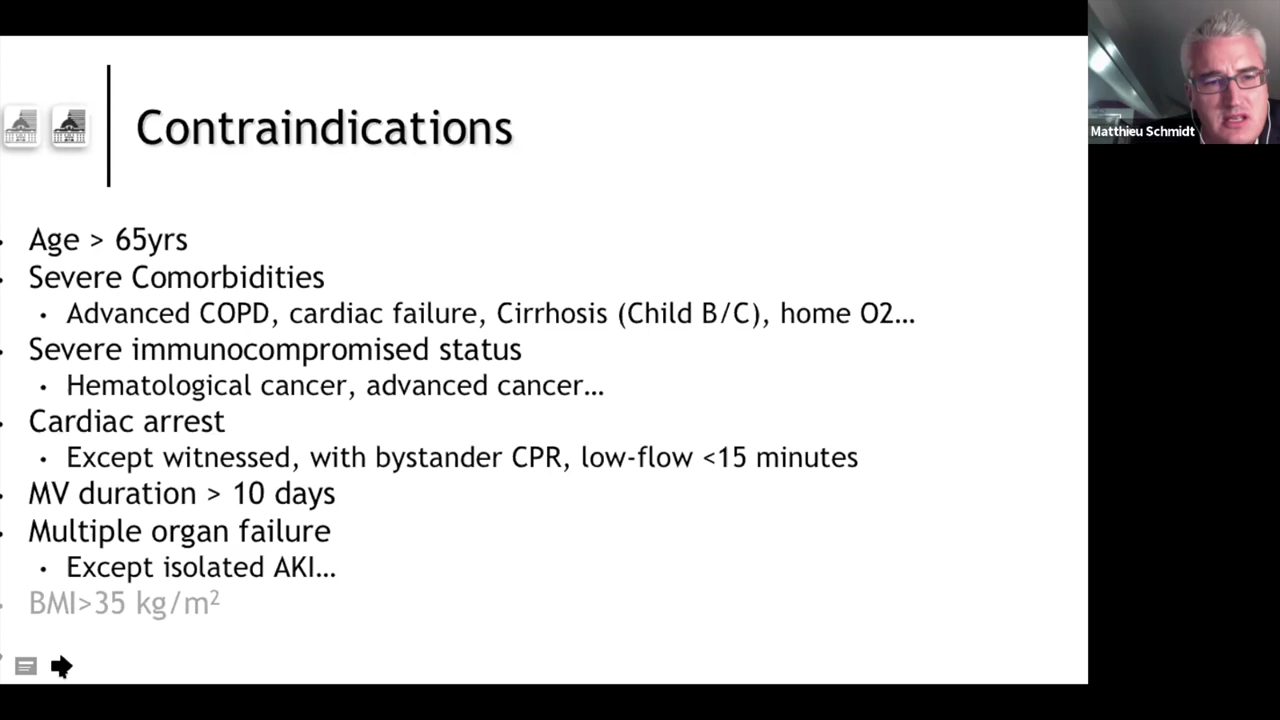 Contraindications
Matthieu Schmidt
Age > 65yrs
Severe Comorbidities
• Advanced COPD, cardiac failure, Cirrhosis (Child B/C), home O2…
Severe immunocompromised status
• Hematological cancer, advanced cancer…
Cardiac arrest
• Except witnessed, with bystander CPR, low-flow <15 minutes
MV duration > 10 days
Multiple organ failure
• Except isolated AKI…
BMI>35 kg/m²